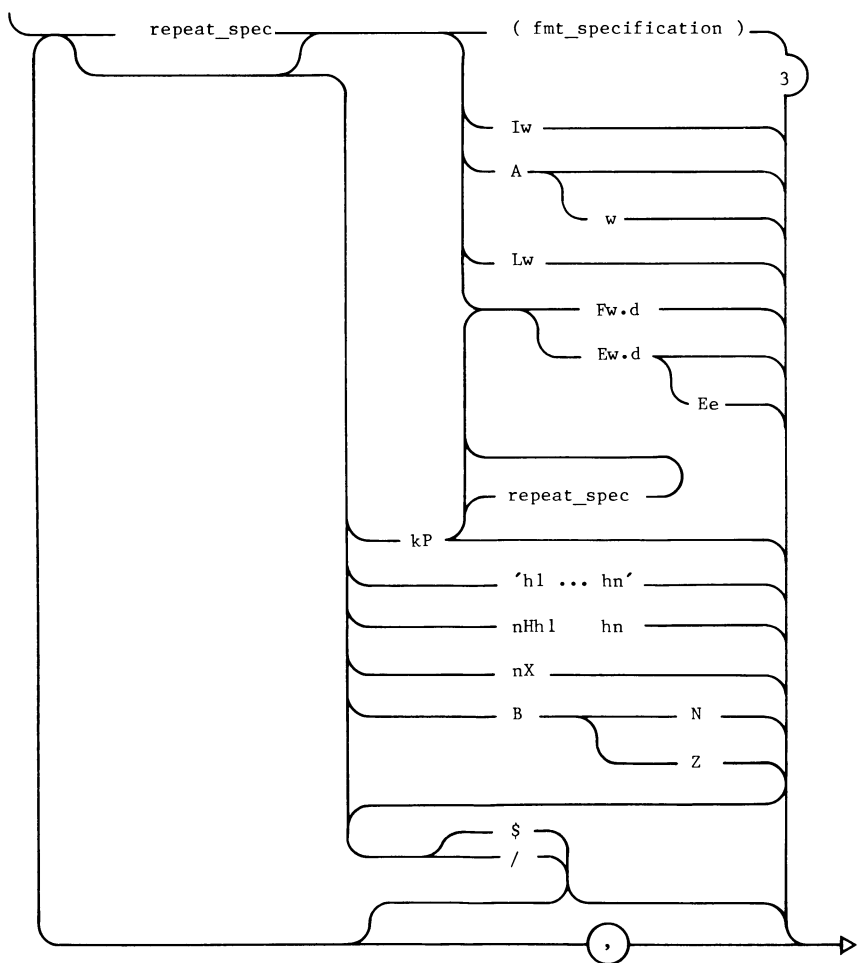 repeat_spec ( fmt_specification )
3
Iw
A
w
Lw
Fw.d
Ew.d
Ee
repeat_spec
kP
'h1 ... hn'
nHh1 hn
nX
B N
Z
$
/
,